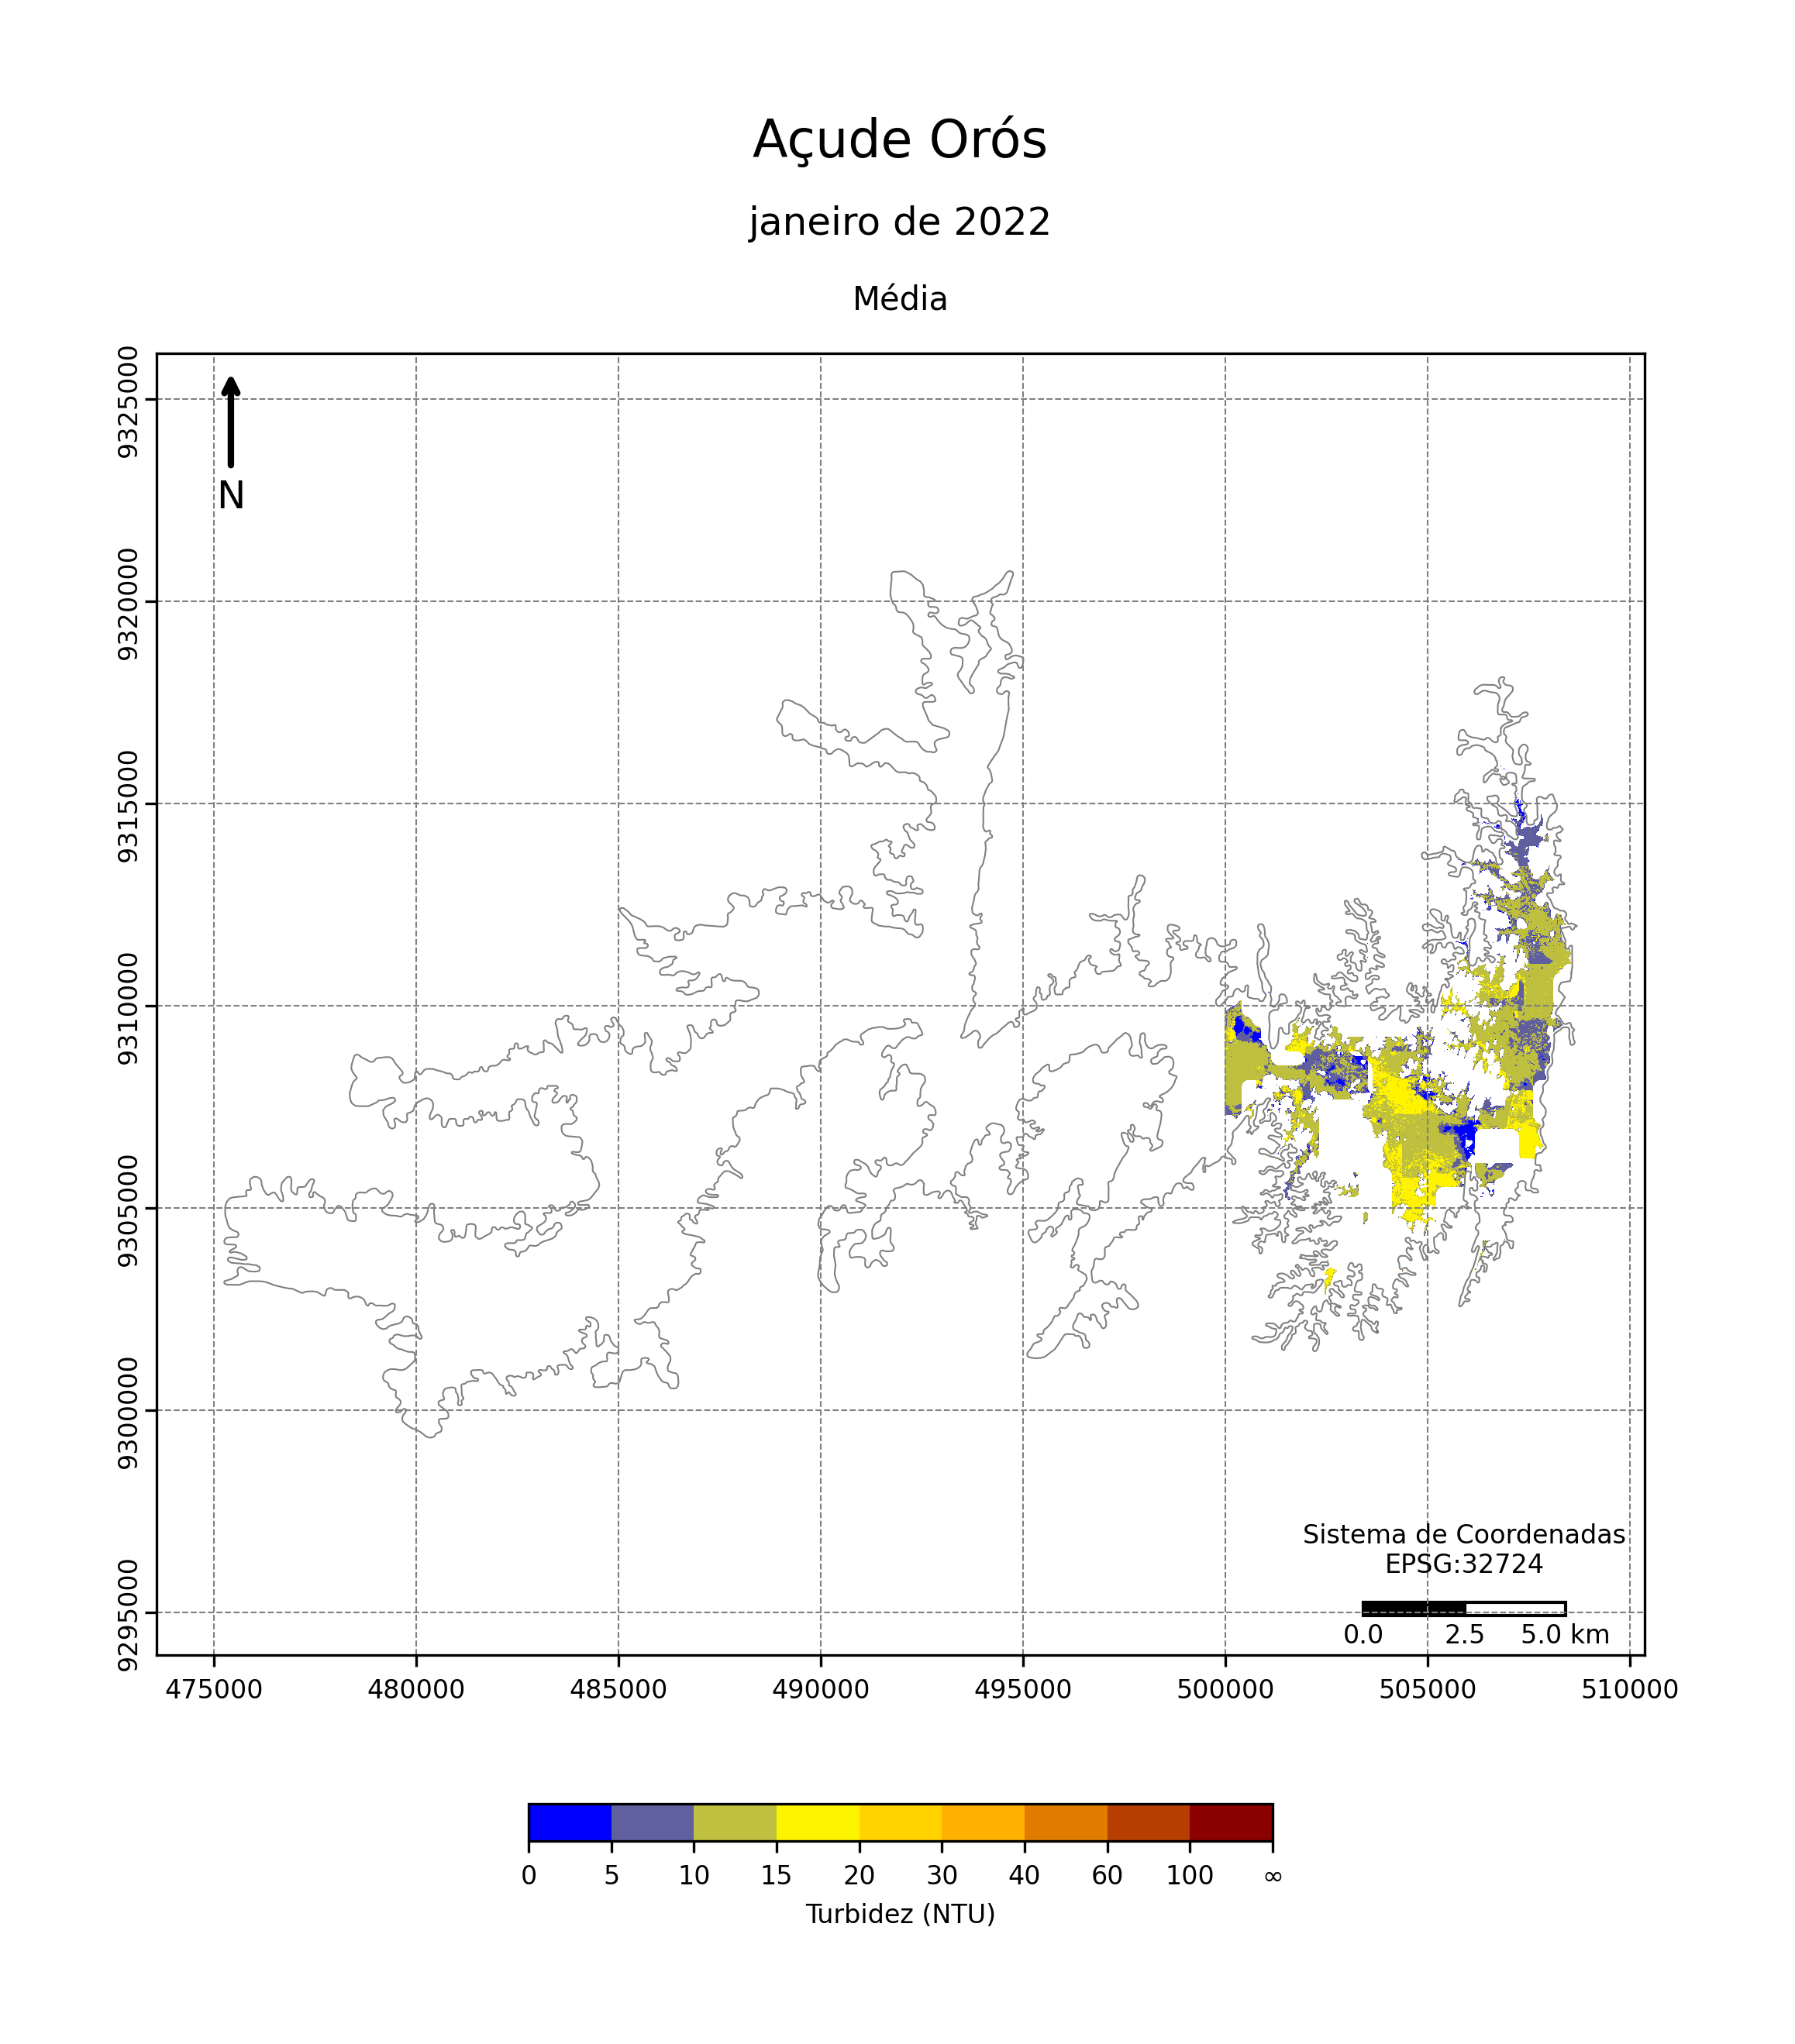 Açude Orós
janeiro de 2022
Média
9325000
9320000
9315000
9310000
9305000
9300000
9295000
N
Sistema de Coordenadas
EPSG:32724
0.0 2.5 5.0 km
475000 480000 485000 490000 495000 500000 505000 510000
0 5 10 15 20 30 40 60 100 ∞
Turbidez (NTU)